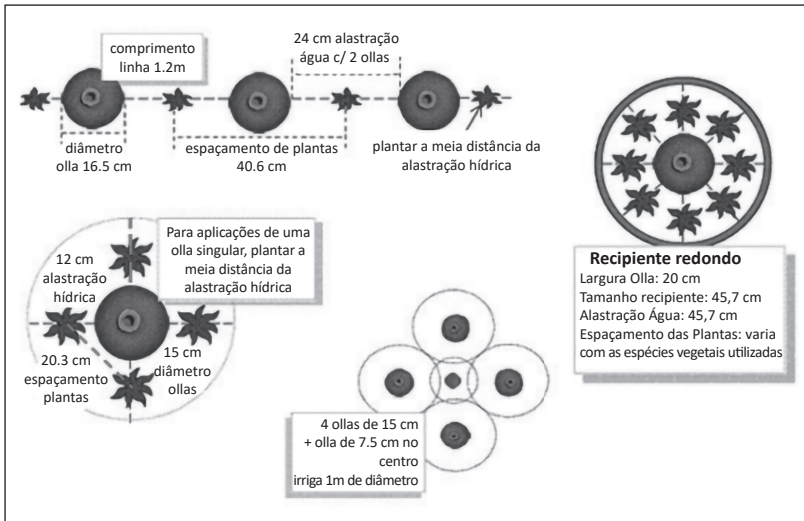 comprimento
linha 1.2m
24 cm alastração
água c/ 2 ollas
diâmetro
olla 16.5 cm
espaçamento de plantas
40.6 cm
plantar a meia distância da
alastração hídrica
Para aplicações de uma
olla singular, plantar a
meia distância da
alastração hídrica
12 cm
alastração
hídrica
20.3 cm
espaçamento
plantas
15 cm
diâmetro
ollas
4 ollas de 15 cm
+ olla de 7.5 cm no
centro
irriga 1m de diâmetro
Recipiente redondo
Largura Olla: 20 cm
Tamanho recipiente: 45,7 cm
Alastração Água: 45,7 cm
Espaçamento das Plantas: varia
com as espécies vegetais utilizadas